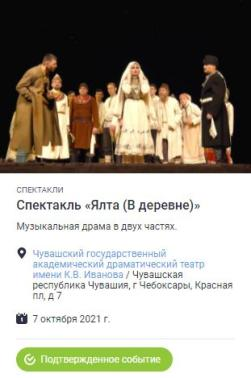 СПЕКТАКЛИ
Спектакль «Ялта (В деревне)»
Музыкальная драма в двух частях.
Чувашский государственный
академический драматический театр
имени К.В. Иванова / Чувашская
республика Чувашия, г Чебоксары, Красная
пл, д 7
7 октября 2021 г.
Подтвержденное событие